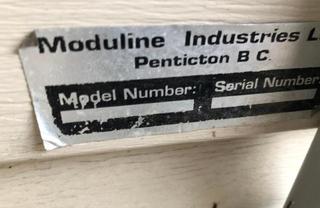 Moduline Industries L
Penticton B C.
Model Number: Serial Number: